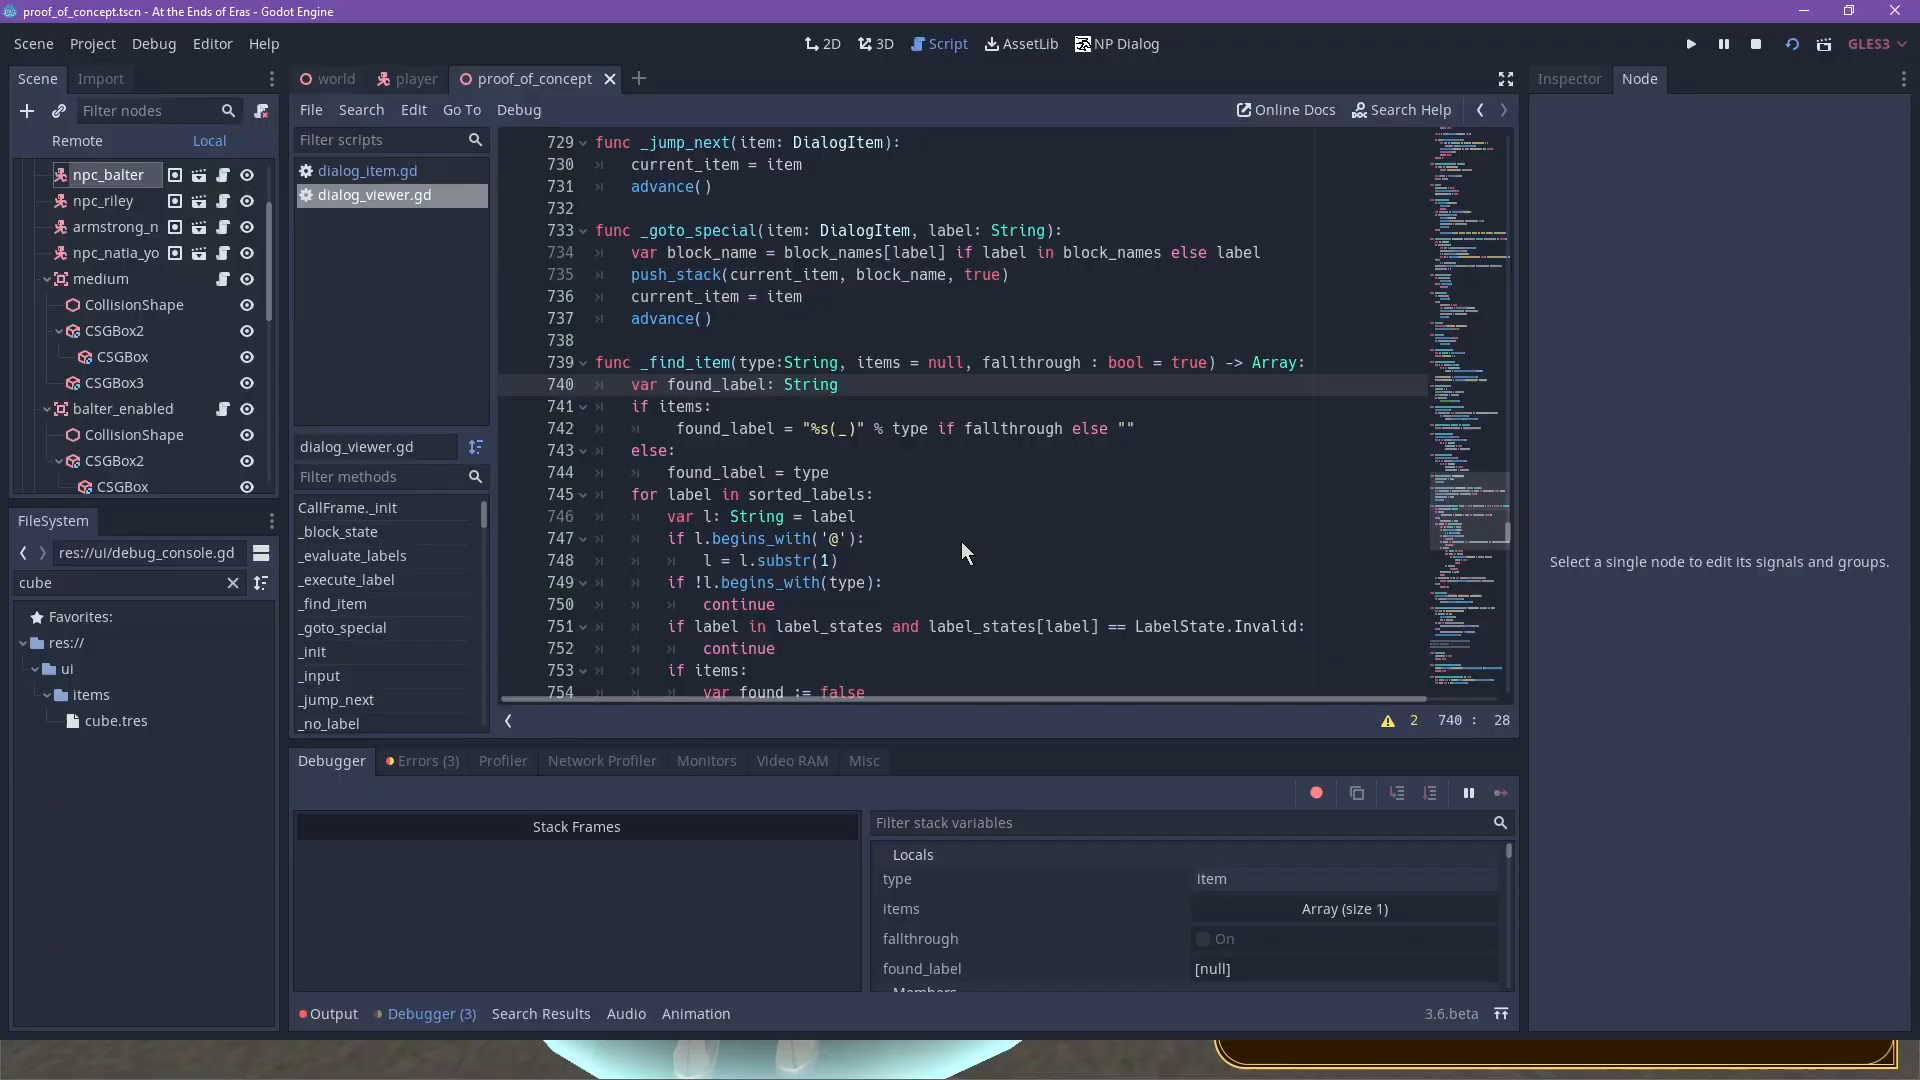 proof_of_concept.tscn - At the Ends of Eras - Godot Engine
Scene Project Debug Editor Help
2D 3D Script AssetLib NP Dialog
GLES3
Scene Import
Filter nodes
Remote Local
npc_balter
npc_riley
armstrong_n
npc_natia_yo
medium
CollisionShape
CSGBox2
CSGBox
CSGBox3
balter_enabled
CollisionShape
CSGBox2
CSGBox
FileSystem
res://ui/debug_console.gd
cube
Favorites:
res://
ui
items
cube.tres
world player proof_of_concept
File Search Edit Go To Debug
Online Docs Search Help
Filter scripts
dialog_item.gd
dialog_viewer.gd
dialog_viewer.gd
Filter methods
CallFrame._init
_block_state
_evaluate_labels
_execute_label
_find_item
_goto_special
_init
_input
_jump_next
_no_label
729 func _jump_next(item: DialogItem):
730 current_item = item
731 advance()
732
733 func _goto_special(item: DialogItem, label: String):
734 var block_name = block_names[label] if label in block_names else label
735 push_stack(current_item, block_name, true)
736 current_item = item
737 advance()
738
739 func _find_item(type:String, items = null, fallthrough : bool = true) -> Array:
740 var found_label: String
741 if items:
742 found_label = "%s(_)" % type if fallthrough else ""
743 else:
744 found_label = type
745 for label in sorted_labels:
746 var l: String = label
747 if l.begins_with('@'):
748 l = l.substr(1)
749 if !l.begins_with(type):
750 continue
751 if label in label_states and label_states[label] == LabelState.Invalid:
752 continue
753 if items:
754 var found := false
2 740 : 28
Debugger Errors (3) Profiler Network Profiler Monitors Video RAM Misc
Stack Frames
Filter stack variables
Locals
type item
items Array (size 1)
fallthrough On
found_label [null]
Members
Output Debugger (3) Search Results Audio Animation
3.6.beta
Inspector Node
Select a single node to edit its signals and groups.